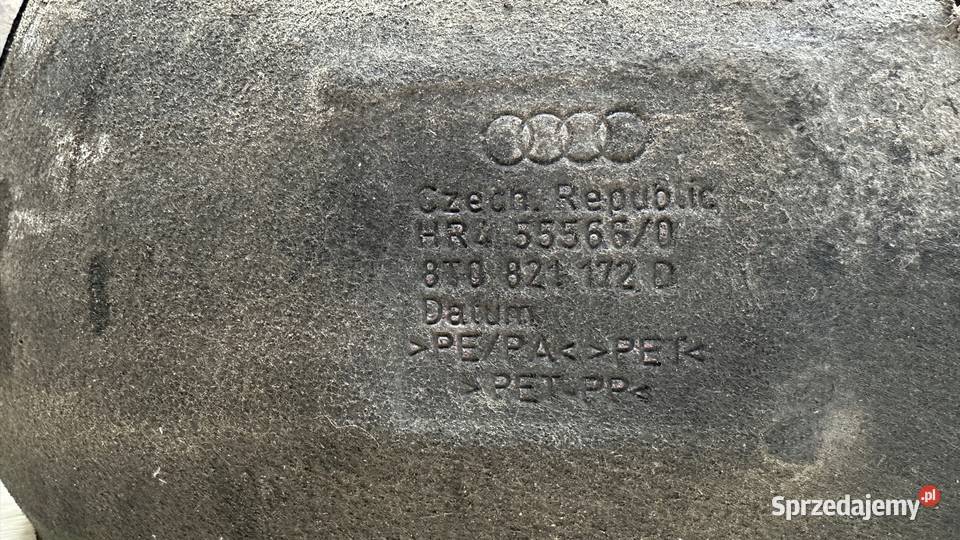 Czech. Republic
HR4 55566/0
8T0 821 172 D
Datum
>PE/PA< >PET<
>PET-PP<
Sprzedajemy.pl